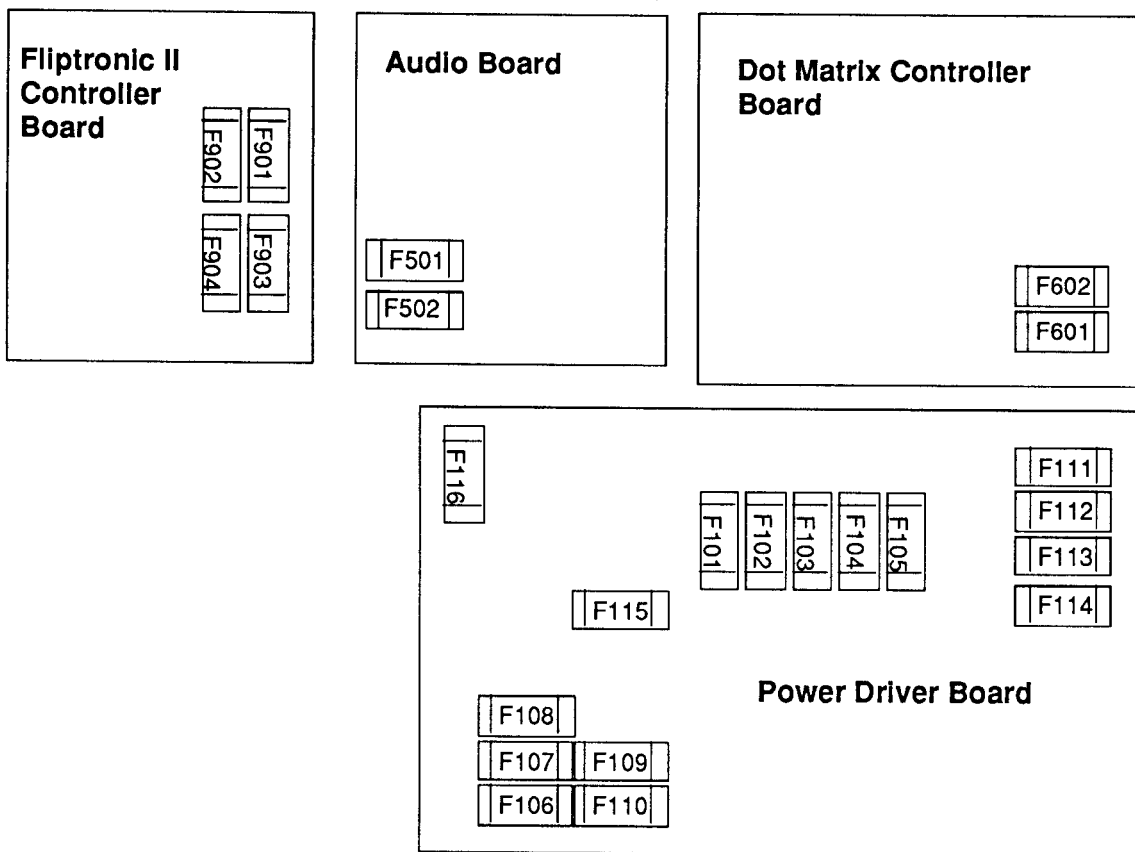 Fliptronic II
Controller
Board
F902
F901
F904
F903
Audio Board
F501
F502
Dot Matrix Controller
Board
F602
F601
F116
F101
F102
F103
F104
F105
F111
F112
F113
F114
F115
Power Driver Board
F108
F107
F109
F106
F110